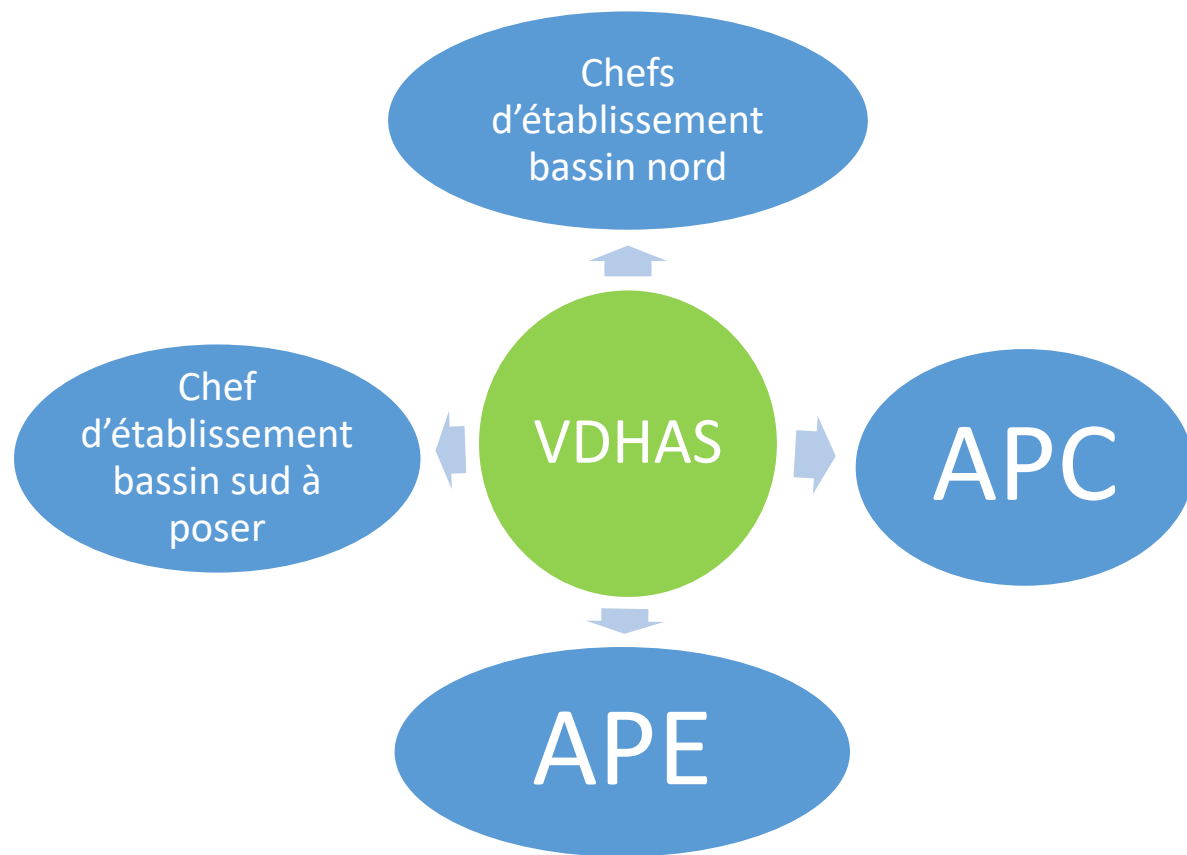 Chefs
d’établissement
bassin nord
Chef
d’établissement
bassin sud à
poser
VDHAS
APC
APE